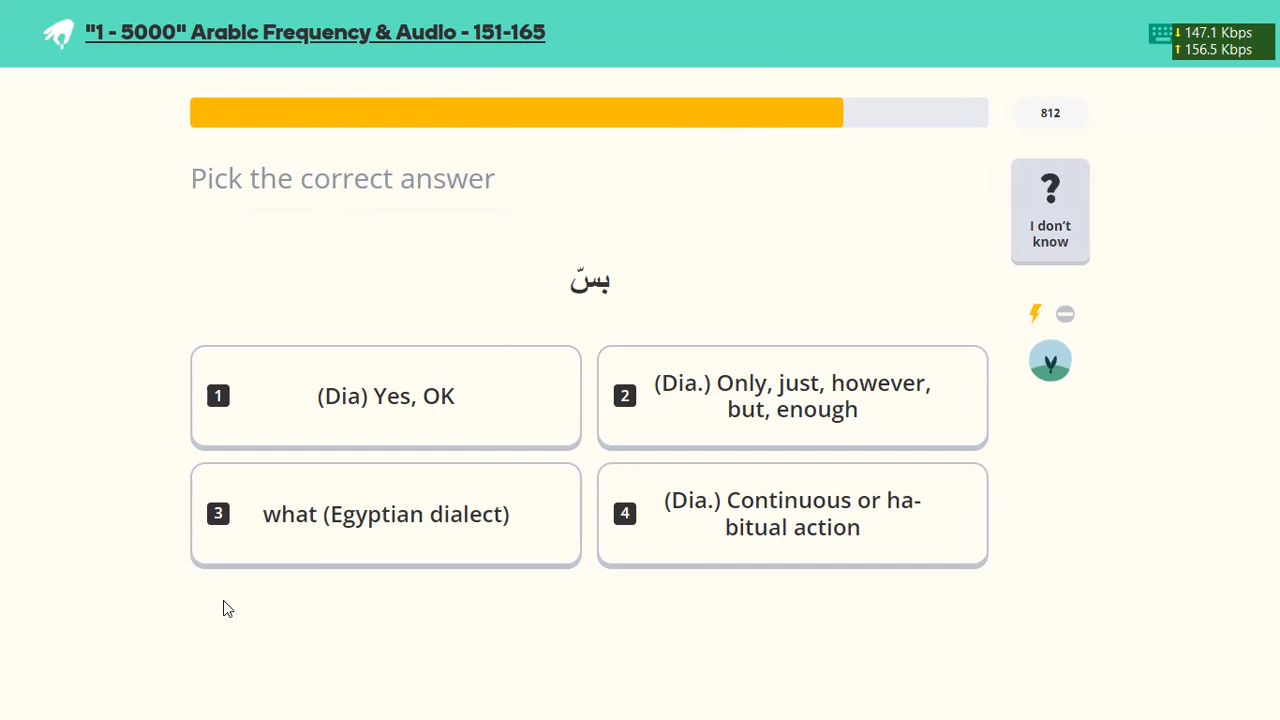 "1 - 5000" Arabic Frequency & Audio - 151-165
↓ 147.1 Kbps
↑ 156.5 Kbps
812
Pick the correct answer
?
I don't
know
بسّ
1 (Dia) Yes, OK
2 (Dia.) Only, just, however,
but, enough
3 what (Egyptian dialect)
4 (Dia.) Continuous or ha-
bitual action